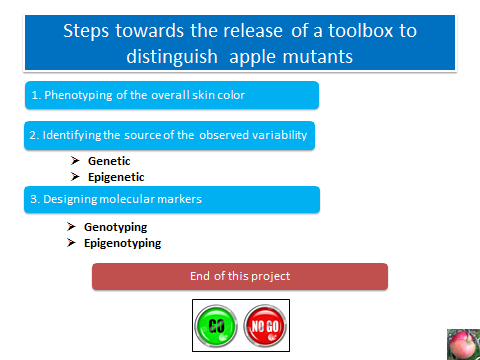 Steps towards the release of a toolbox to
distinguish apple mutants
1. Phenotyping of the overall skin color
2. Identifying the source of the observed variability
Genetic
Epigenetic
3. Designing molecular markers
Genotyping
Epigenotyping
End of this project
GO
NO GO